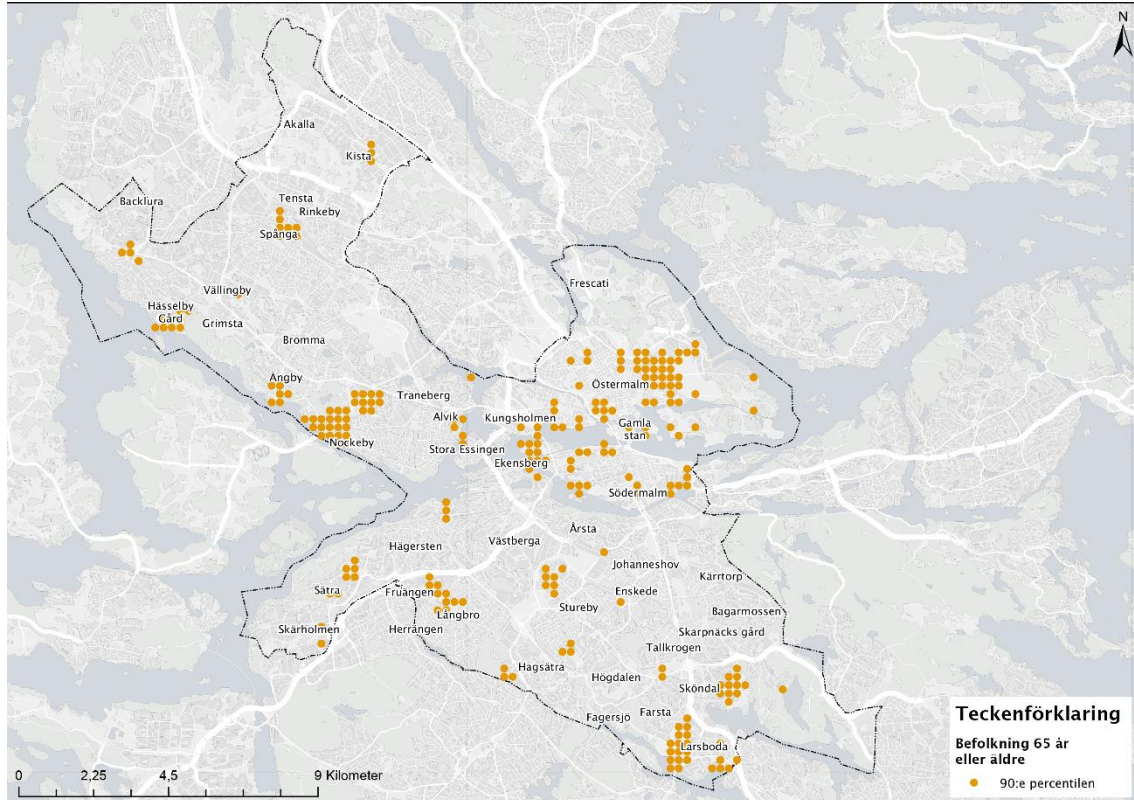 N
Akalla
Kista
Tensta
Rinkeby
Backlura
Spånga
Frescati
Vällingby
Hässelby
Gård
Grimsta
Bromma
Östermalm
Ängby
Traneberg
Alvik
Kungsholmen
Gamla
stan
Nockeby
Stora Essingen
Ekensberg
Södermalm
Årsta
Hägersten
Västberga
Johanneshov
Kärrtorp
Sätra
Fruängen
Enskede
Stureby
Långbro
Bagarmossen
Skärholmen
Herrängen
Skarpnäcks gård
Tallkrogen
Hagsätra
Högdalen
Sköndal
Fagersjö
Farsta
Larsboda
Teckenförklaring
Befolkning 65 år
eller äldre
90:e percentilen
0 2,25 4,5 9 Kilometer